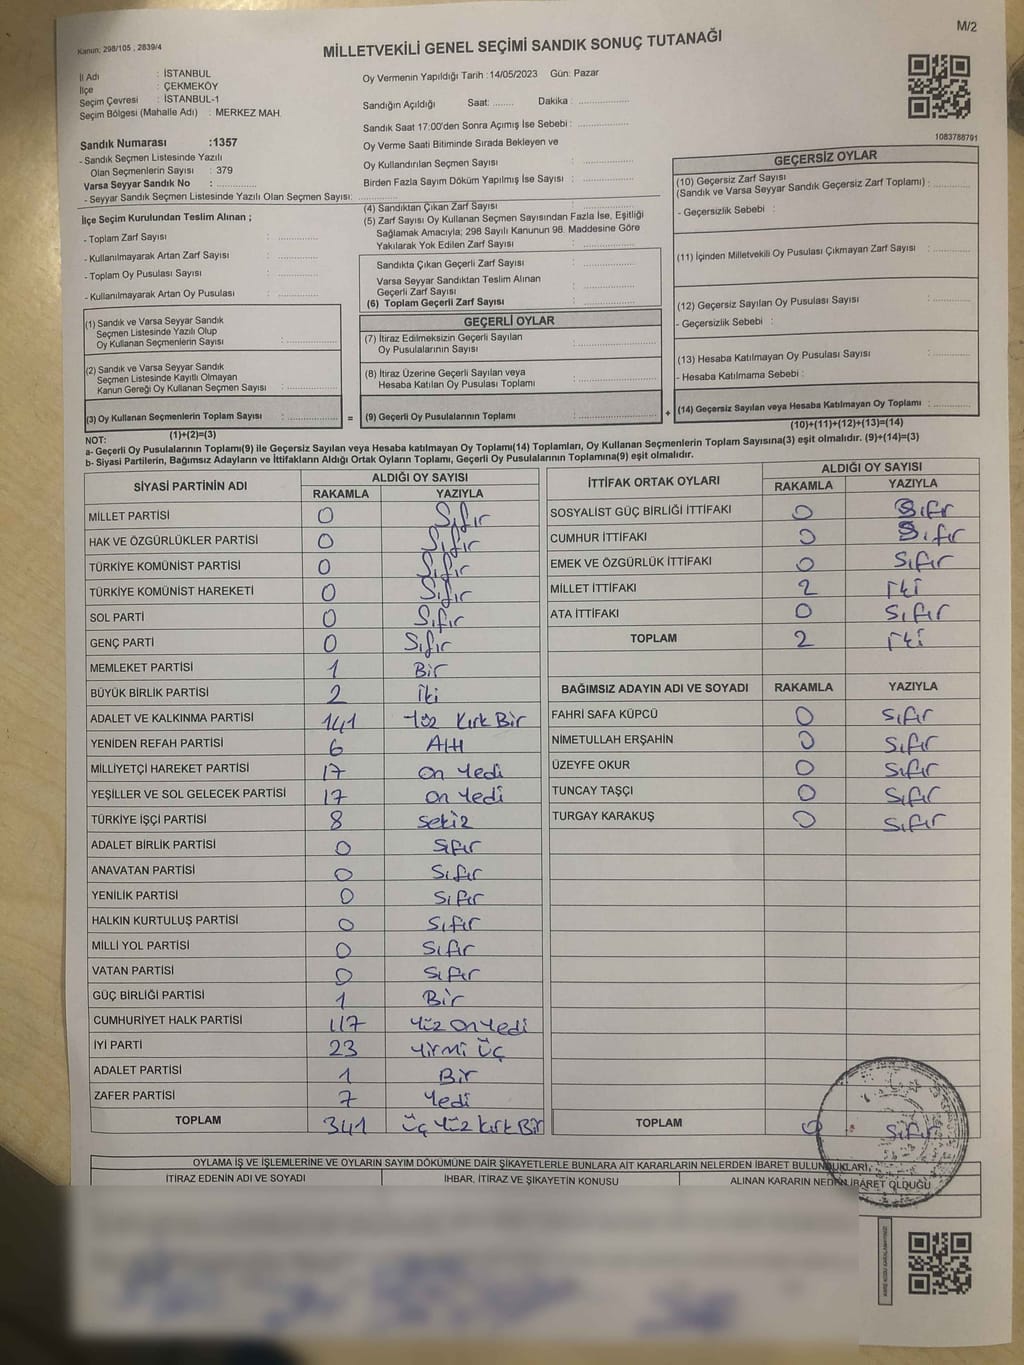 Kanun; 298/105 , 2839/4
M/2
MİLLETVEKİLİ GENEL SEÇİMİ SANDIK SONUÇ TUTANAĞI
İl Adı : İSTANBUL
İlçe : ÇEKMEKÖY
Seçim Çevresi : İSTANBUL-1
Seçim Bölgesi (Mahalle Adı) : MERKEZ MAH.
Sandık Numarası :1357
- Sandık Seçmen Listesinde Yazılı
Olan Seçmenlerin Sayısı : 379
Varsa Seyyar Sandık No : ..............
- Seyyar Sandık Seçmen Listesinde Yazılı Olan Seçmen Sayısı: ..............
Oy Vermenin Yapıldığı Tarih :14/05/2023 Gün: Pazar
Sandığın Açıldığı Saat: ........ Dakika : ..............
Sandık Saat 17:00'den Sonra Açımış İse Sebebi : ..............
Oy Verme Saati Bitiminde Sırada Bekleyen ve
Oy Kullandırılan Seçmen Sayısı : ..............
Birden Fazla Sayım Döküm Yapılmış İse Sayısı : ..............
1083788791
İlçe Seçim Kurulundan Teslim Alınan ;
- Toplam Zarf Sayısı : ..............
- Kullanılmayarak Artan Zarf Sayısı : ..............
- Toplam Oy Pusulası Sayısı : ..............
- Kullanılmayarak Artan Oy Pusulası : ..............
(4) Sandıktan Çıkan Zarf Sayısı : ..............
(5) Zarf Sayısı Oy Kullanan Seçmen Sayısından Fazla İse, Eşitliği
Sağlamak Amacıyla; 298 Sayılı Kanunun 98. Maddesine Göre
Yakılarak Yok Edilen Zarf Sayısı : ..............
Sandıkta Çıkan Geçerli Zarf Sayısı : ..............
Varsa Seyyar Sandıktan Teslim Alınan
Geçerli Zarf Sayısı : ..............
(6) Toplam Geçerli Zarf Sayısı : ..............
GEÇERSİZ OYLAR
(10) Geçersiz Zarf Sayısı
(Sandık ve Varsa Seyyar Sandık Geçersiz Zarf Toplamı) : ..............
- Geçersizlik Sebebi :
(11) İçinden Milletvekili Oy Pusulası Çıkmayan Zarf Sayısı : ..............
(12) Geçersiz Sayılan Oy Pusulası Sayısı : ..............
- Geçersizlik Sebebi :
(13) Hesaba Katılmayan Oy Pusulası Sayısı : ..............
- Hesaba Katılmama Sebebi :
(14) Geçersiz Sayılan veya Hesaba Katılmayan Oy Toplamı : ..............
(10)+(11)+(12)+(13)=(14)
(1) Sandık ve Varsa Seyyar Sandık
Seçmen Listesinde Yazılı Olup
Oy Kullanan Seçmenlerin Sayısı : ..............
(2) Sandık ve Varsa Seyyar Sandık
Seçmen Listesinde Kayıtlı Olmayan
Kanun Gereği Oy Kullanan Seçmen Sayısı : ..............
(3) Oy Kullanan Seçmenlerin Toplam Sayısı : ..............
(1)+(2)=(3)
GEÇERLİ OYLAR
(7) İtiraz Edilmeksizin Geçerli Sayılan
Oy Pusulalarının Sayısı : ..............
(8) İtiraz Üzerine Geçerli Sayılan veya
Hesaba Katılan Oy Pusulası Toplamı : ..............
= (9) Geçerli Oy Pusulalarının Toplamı : .............. +
NOT:
a- Geçerli Oy Pusulalarının Toplamı(9) ile Geçersiz Sayılan veya Hesaba katılmayan Oy Toplamı(14) Toplamları, Oy Kullanan Seçmenlerin Toplam Sayısına(3) eşit olmalıdır. (9)+(14)=(3)
b- Siyasi Partilerin, Bağımsız Adayların ve İttifakların Aldığı Ortak Oyların Toplamı, Geçerli Oy Pusulalarının Toplamına(9) eşit olmalıdır.
SİYASİ PARTİNİN ADI ALDIĞI OY SAYISI
RAKAMLA YAZIYLA
MİLLET PARTİSİ 0 Sıfır
HAK VE ÖZGÜRLÜKLER PARTİSİ 0 Sıfır
TÜRKİYE KOMÜNİST PARTİSİ 0 Sıfır
TÜRKİYE KOMÜNİST HAREKETİ 0 Sıfır
SOL PARTİ 0 Sıfır
GENÇ PARTİ 0 Sıfır
MEMLEKET PARTİSİ 1 Bir
BÜYÜK BİRLİK PARTİSİ 2 İki
ADALET VE KALKINMA PARTİSİ 141 Yüz Kırk Bir
YENİDEN REFAH PARTİSİ 6 Altı
MİLLİYETÇİ HAREKET PARTİSİ 17 On Yedi
YEŞİLLER VE SOL GELECEK PARTİSİ 17 On Yedi
TÜRKİYE İŞÇİ PARTİSİ 8 Sekiz
ADALET BİRLİK PARTİSİ 0 Sıfır
ANAVATAN PARTİSİ 0 Sıfır
YENİLİK PARTİSİ 0 Sıfır
HALKIN KURTULUŞ PARTİSİ 0 Sıfır
MİLLİ YOL PARTİSİ 0 Sıfır
VATAN PARTİSİ 0 Sıfır
GÜÇ BİRLİĞİ PARTİSİ 1 Bir
CUMHURİYET HALK PARTİSİ 117 Yüz On Yedi
İYİ PARTİ 23 Yirmi Üç
ADALET PARTİSİ 1 Bir
ZAFER PARTİSİ 7 Yedi
TOPLAM 341 Üç Yüz Kırk Bir
İTTİFAK ORTAK OYLARI ALDIĞI OY SAYISI
RAKAMLA YAZIYLA
SOSYALİST GÜÇ BİRLİĞİ İTTİFAKI 0 Sıfır
CUMHUR İTTİFAKI 0 Sıfır
EMEK VE ÖZGÜRLÜK İTTİFAKI 0 Sıfır
MİLLET İTTİFAKI 2 İki
ATA İTTİFAKI 0 Sıfır
TOPLAM 2 İki
BAĞIMSIZ ADAYIN ADI VE SOYADI RAKAMLA YAZIYLA
FAHRİ SAFA KÜPCÜ 0 Sıfır
NİMETULLAH ERŞAHİN 0 Sıfır
ÜZEYFE OKUR 0 Sıfır
TUNCAY TAŞÇI 0 Sıfır
TURGAY KARAKUŞ 0 Sıfır
TOPLAM 0 Sıfır
OYLAMA İŞ VE İŞLEMLERİNE VE OYLARIN SAYIM DÖKÜMÜNE DAİR ŞİKAYETLERLE BUNLARA AİT KARARLARIN NELERDEN İBARET BULUNDUKLARI,
İTİRAZ EDENİN ADI VE SOYADI İHBAR, İTİRAZ VE ŞİKAYETİN KONUSU ALINAN KARARIN NEDEN İBARET OLDUĞU